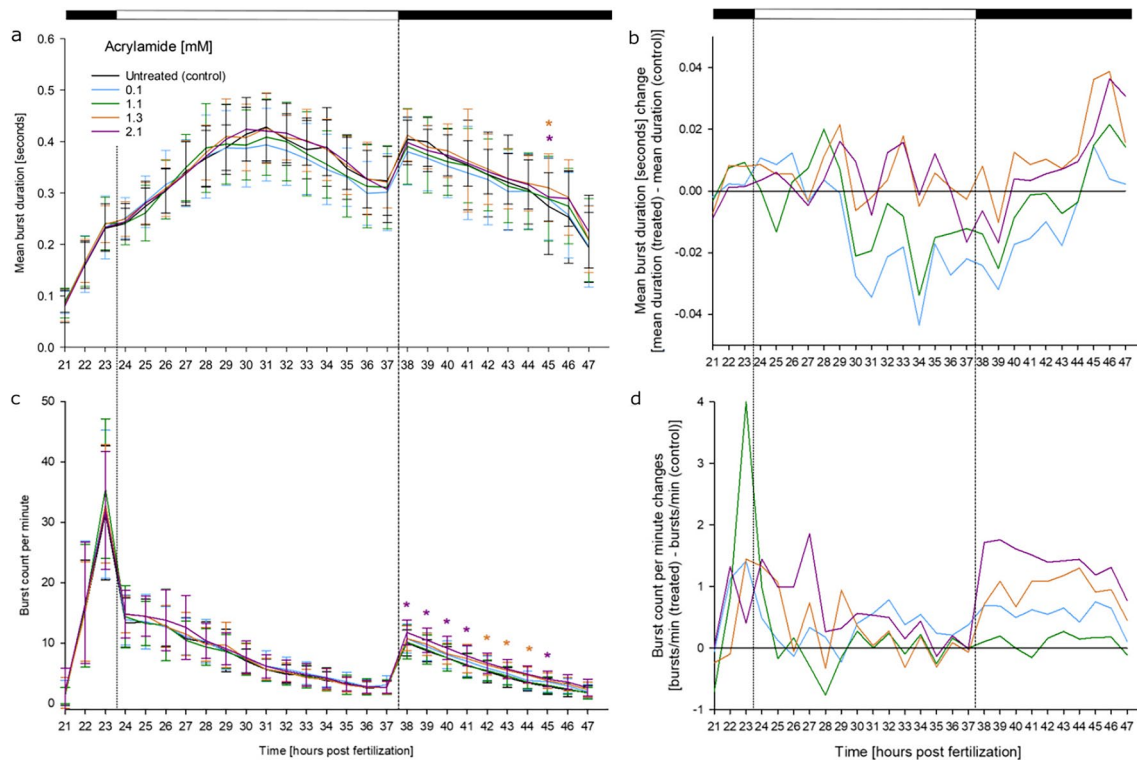 a
0.6
0.5
0.4
0.3
0.2
0.1
0.0
Mean burst duration [seconds]
Acrylamide [mM]
Untreated (control)
0.1
1.1
1.3
2.1
*
*
21 22 23 24 25 26 27 28 29 30 31 32 33 34 35 36 37 38 39 40 41 42 43 44 45 46 47
b
0.04
0.02
0.00
-0.02
-0.04
Mean burst duration [seconds] change
[mean duration (treated) - mean duration (control)]
21 22 23 24 25 26 27 28 29 30 31 32 33 34 35 36 37 38 39 40 41 42 43 44 45 46 47
c
50
40
30
20
10
0
Burst count per minute
* * * * * * * *
21 22 23 24 25 26 27 28 29 30 31 32 33 34 35 36 37 38 39 40 41 42 43 44 45 46 47
Time [hours post fertilization]
d
4
3
2
1
0
-1
Burst count per minute changes
[bursts/min (treated) - bursts/min (control)]
21 22 23 24 25 26 27 28 29 30 31 32 33 34 35 36 37 38 39 40 41 42 43 44 45 46 47
Time [hours post fertilization]